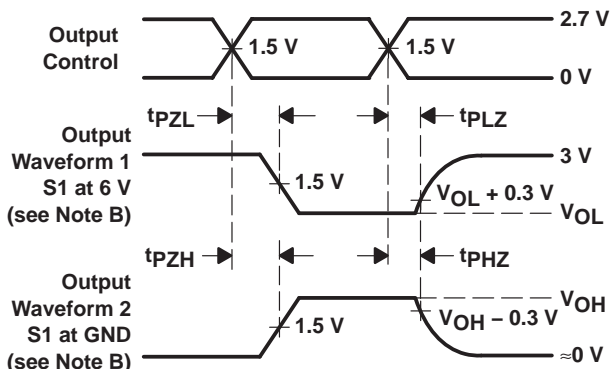 Output
Control
1.5 V
1.5 V
2.7 V
0 V
tPZL
tPLZ
Output
Waveform 1
S1 at 6 V
(see Note B)
1.5 V
3 V
VOL + 0.3 V
VOL
tPZH
tPHZ
Output
Waveform 2
S1 at GND
(see Note B)
1.5 V
VOH
VOH – 0.3 V
≈0 V